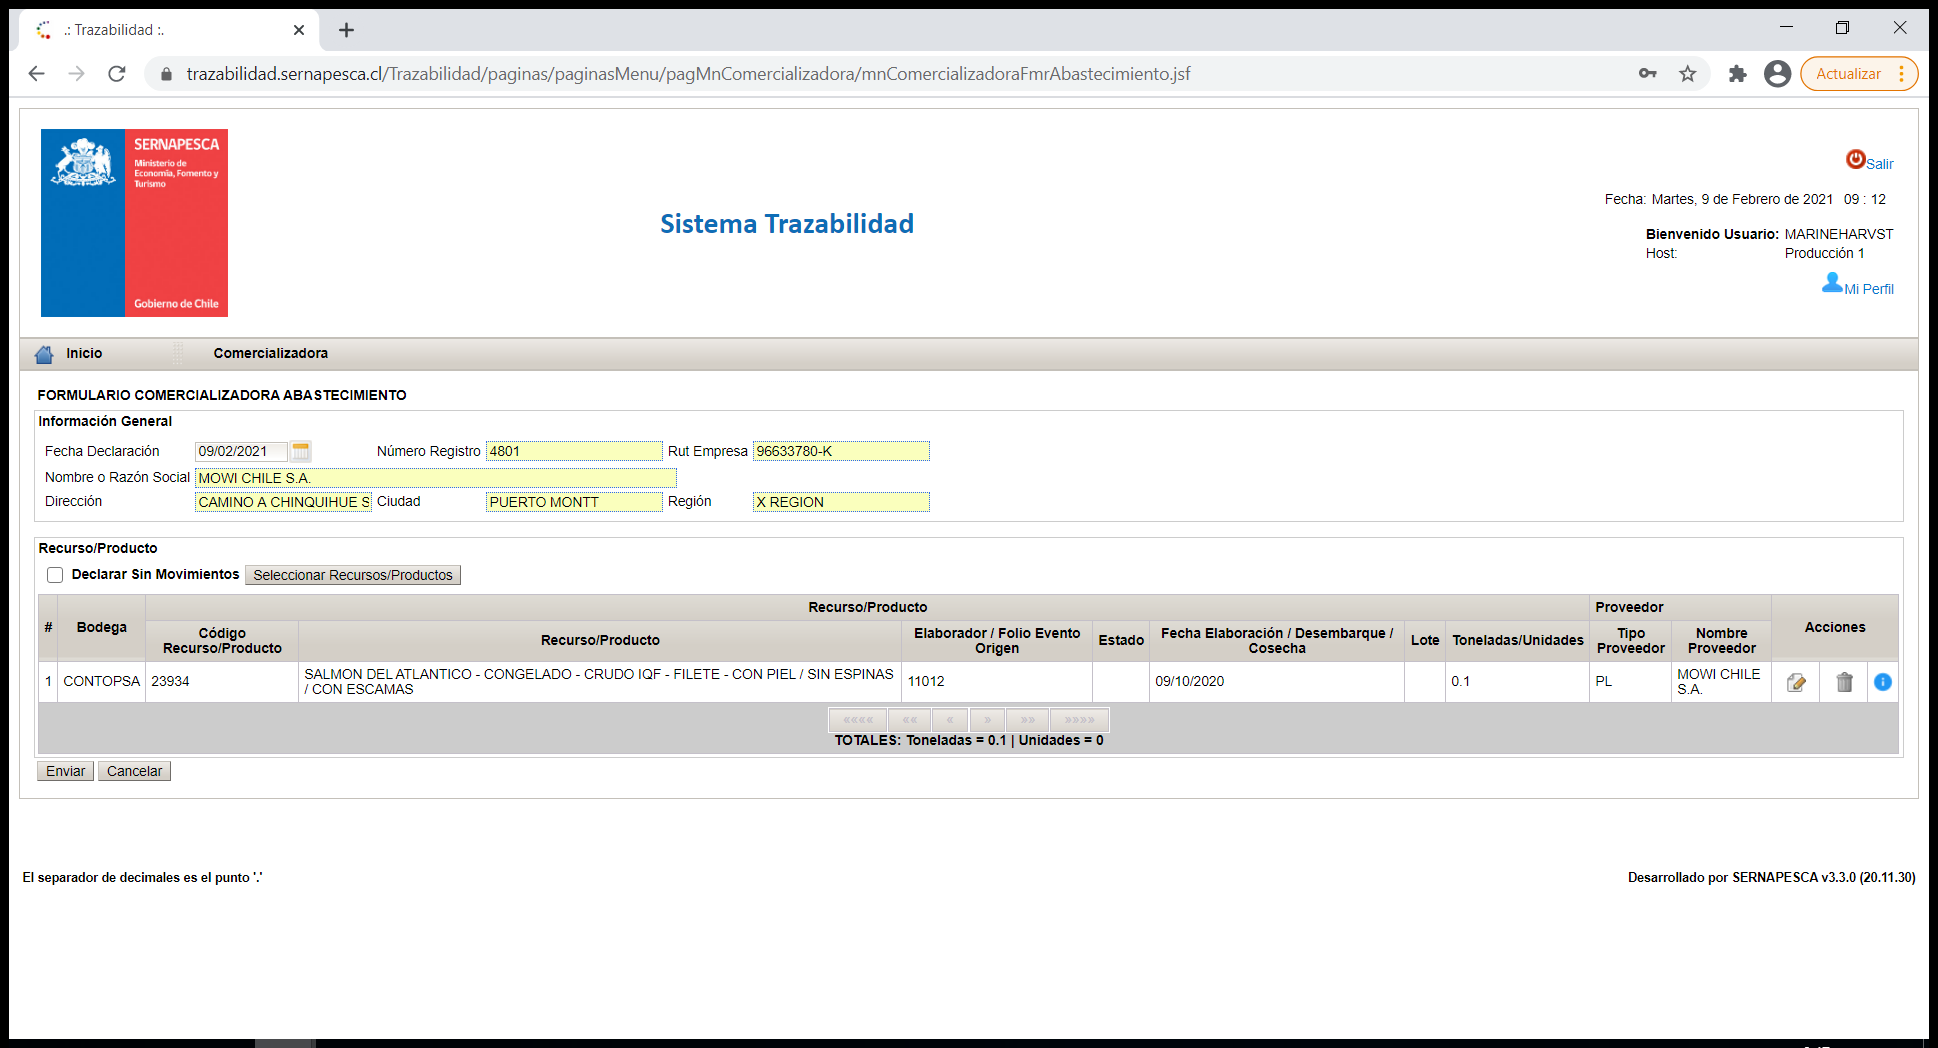 .: Trazabilidad :.
trazabilidad.sernapesca.cl/Trazabilidad/paginas/paginasMenu/pagMnComercializadora/mnComercializadoraFmrAbastecimiento.jsf
Actualizar
SERNAPESCA
Ministerio de
Economía, Fomento y
Turismo
Gobierno de Chile
Sistema Trazabilidad
Salir
Fecha: Martes, 9 de Febrero de 2021 09 : 12
Bienvenido Usuario: MARINEHARVST
Host: Producción 1
Mi Perfil
Inicio Comercializadora
FORMULARIO COMERCIALIZADORA ABASTECIMIENTO
Información General
Fecha Declaración 09/02/2021 Número Registro 4801 Rut Empresa 96633780-K
Nombre o Razón Social MOWI CHILE S.A.
Dirección CAMINO A CHINQUIHUE S Ciudad PUERTO MONTT Región X REGION
Recurso/Producto
Declarar Sin Movimientos Seleccionar Recursos/Productos
Recurso/Producto Proveedor
# Bodega Acciones
Código Recurso/Producto Recurso/Producto Elaborador / Folio Evento Origen Estado Fecha Elaboración / Desembarque / Cosecha Lote Toneladas/Unidades Tipo Proveedor Nombre Proveedor
1 CONTOPSA 23934 SALMON DEL ATLANTICO - CONGELADO - CRUDO IQF - FILETE - CON PIEL / SIN ESPINAS / CON ESCAMAS 11012 09/10/2020 0.1 PL MOWI CHILE S.A.
«««« «« « » »» »»»»
TOTALES: Toneladas = 0.1 | Unidades = 0
Enviar Cancelar
El separador de decimales es el punto '.' Desarrollado por SERNAPESCA v3.3.0 (20.11.30)